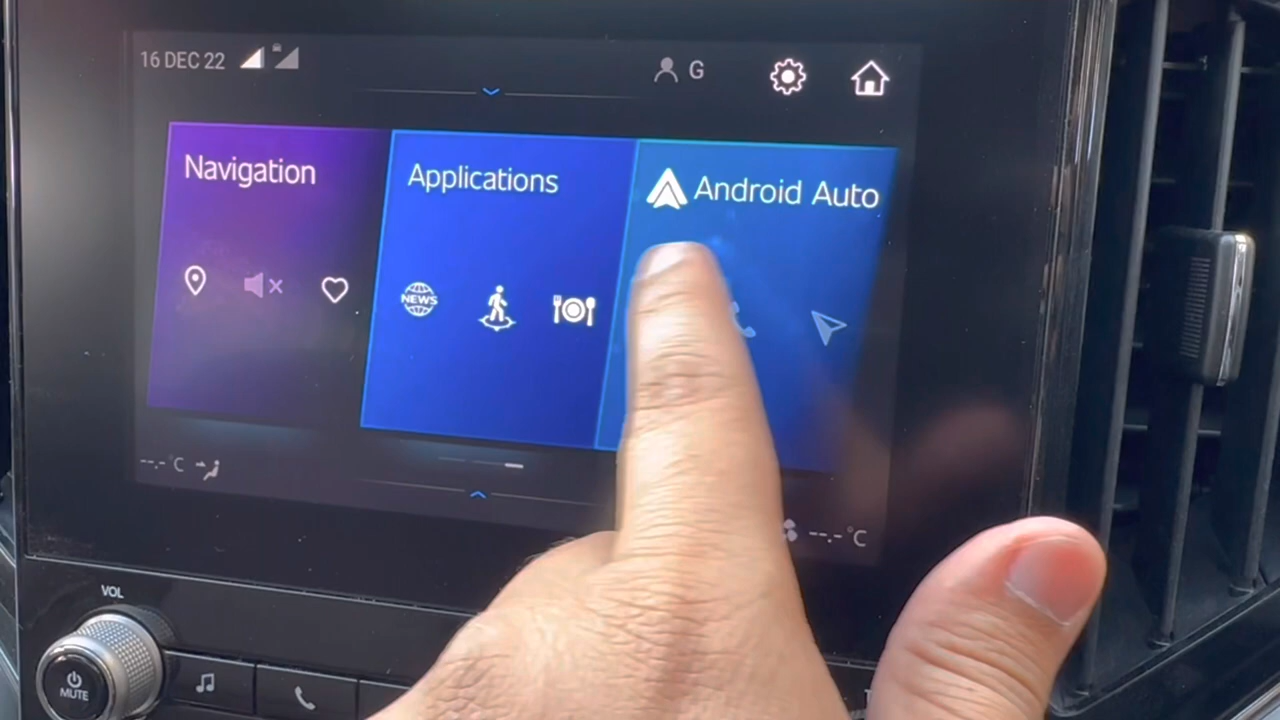 16 DEC 22
G
Navigation
Applications
Android Auto
NEWS
--.-°C
--.-°C
VOL
MUTE